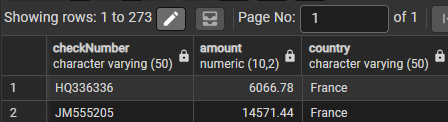 Showing rows: 1 to 273 Page No: 1 of 1
checkNumber amount country
character varying (50) numeric (10,2) character varying (50)
1 HQ336336 6066.78 France
2 JM555205 14571.44 France